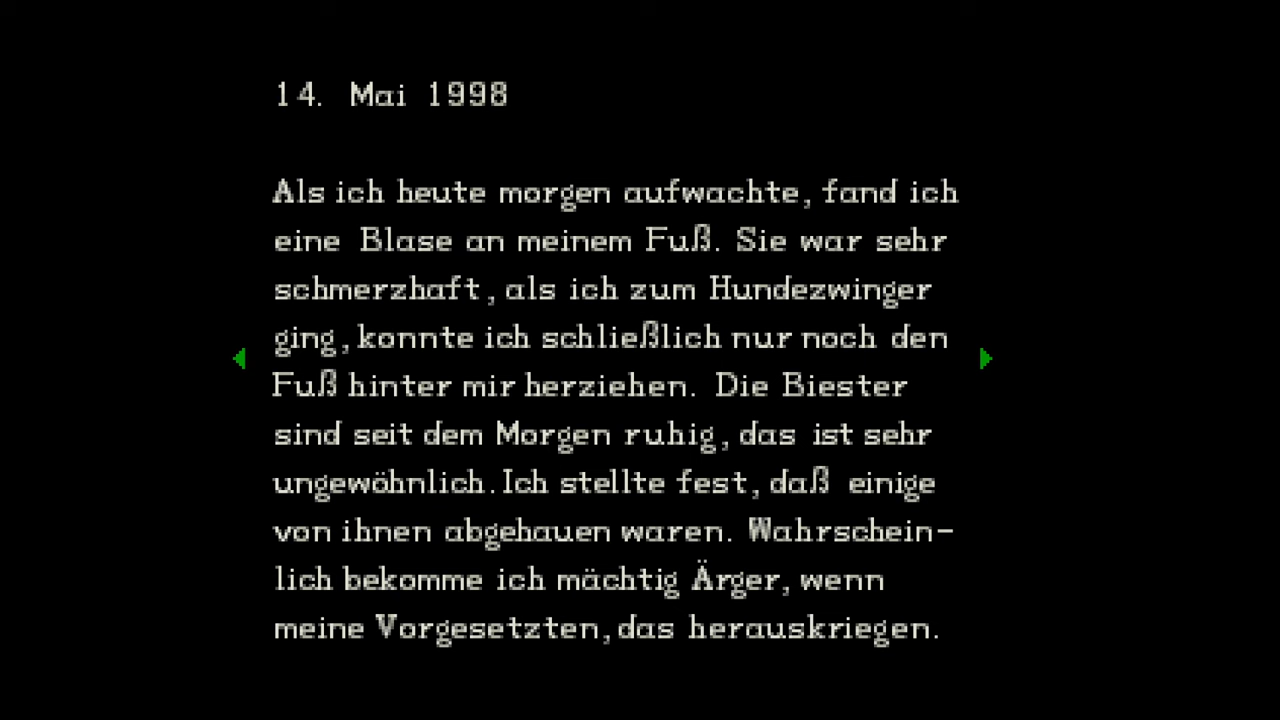 14. Mai 1998
Als ich heute morgen aufwachte, fand ich
eine Blase an meinem Fuß. Sie war sehr
schmerzhaft, als ich zum Hundezwinger
ging, konnte ich schließlich nur noch den
Fuß hinter mir herziehen. Die Biester
sind seit dem Morgen ruhig, das ist sehr
ungewöhnlich. Ich stellte fest, daß einige
von ihnen abgehauen waren. Wahrschein-
lich bekomme ich mächtig Ärger, wenn
meine Vorgesetzten, das herauskriegen.